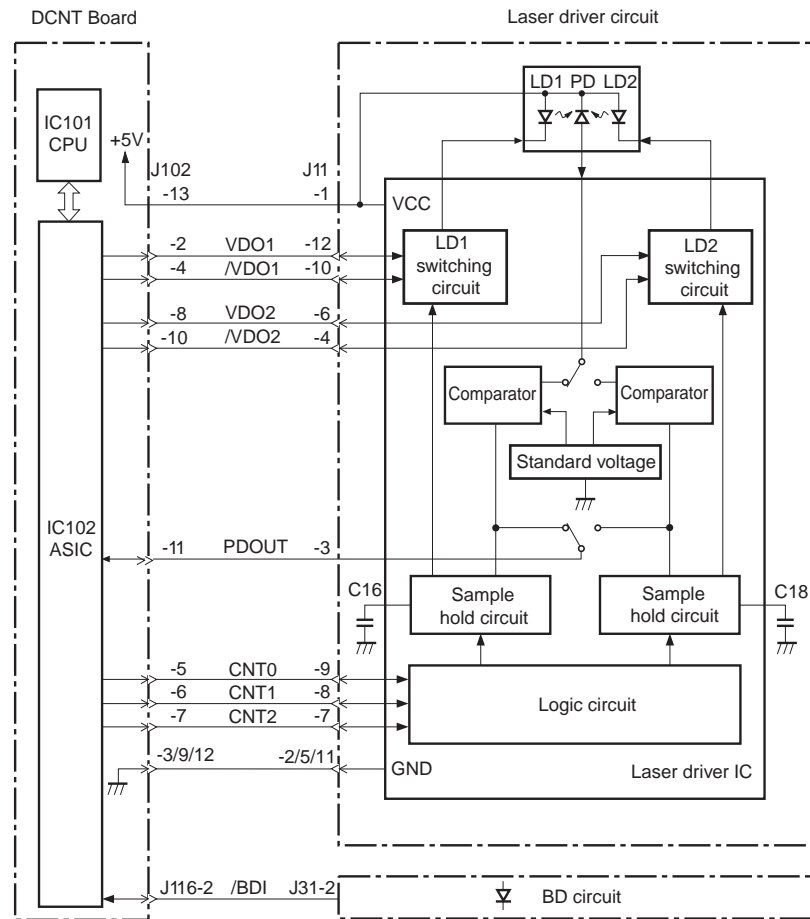 DCNT Board
Laser driver circuit
LD1 PD LD2
IC101
CPU
+5V
J102
J11
-13
-1
VCC
-2 VDO1 -12
-4 /VDO1 -10
LD1
switching
circuit
LD2
switching
circuit
-8 VDO2 -6
-10 /VDO2 -4
Comparator
Comparator
Standard voltage
IC102
ASIC
-11 PDOUT -3
C16
Sample
hold circuit
Sample
hold circuit
C18
-5 CNT0 -9
-6 CNT1 -8
-7 CNT2 -7
Logic circuit
-3/9/12 -2/5/11
GND
Laser driver IC
J116-2 /BDI J31-2
BD circuit